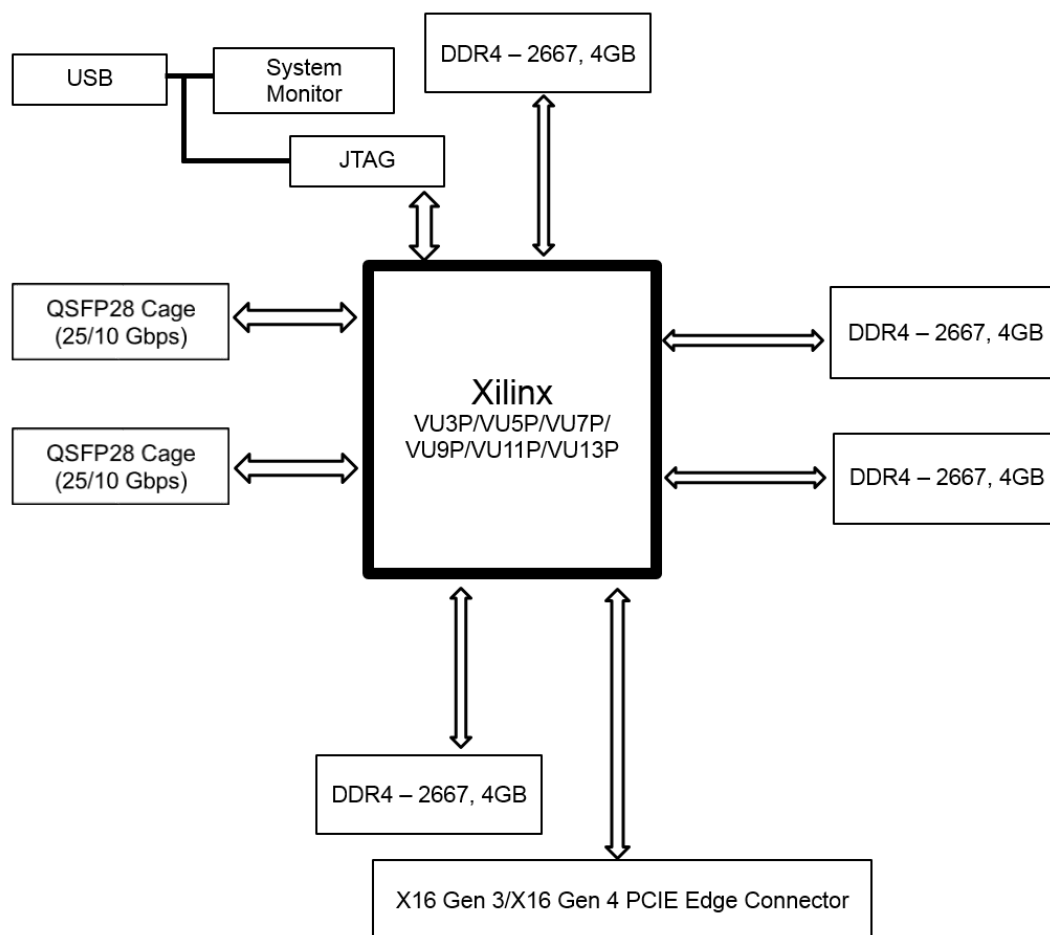 DDR4 – 2667, 4GB
USB
System
Monitor
JTAG
QSFP28 Cage
(25/10 Gbps)
DDR4 – 2667, 4GB
Xilinx
VU3P/VU5P/VU7P/
VU9P/VU11P/VU13P
QSFP28 Cage
(25/10 Gbps)
DDR4 – 2667, 4GB
DDR4 – 2667, 4GB
X16 Gen 3/X16 Gen 4 PCIE Edge Connector